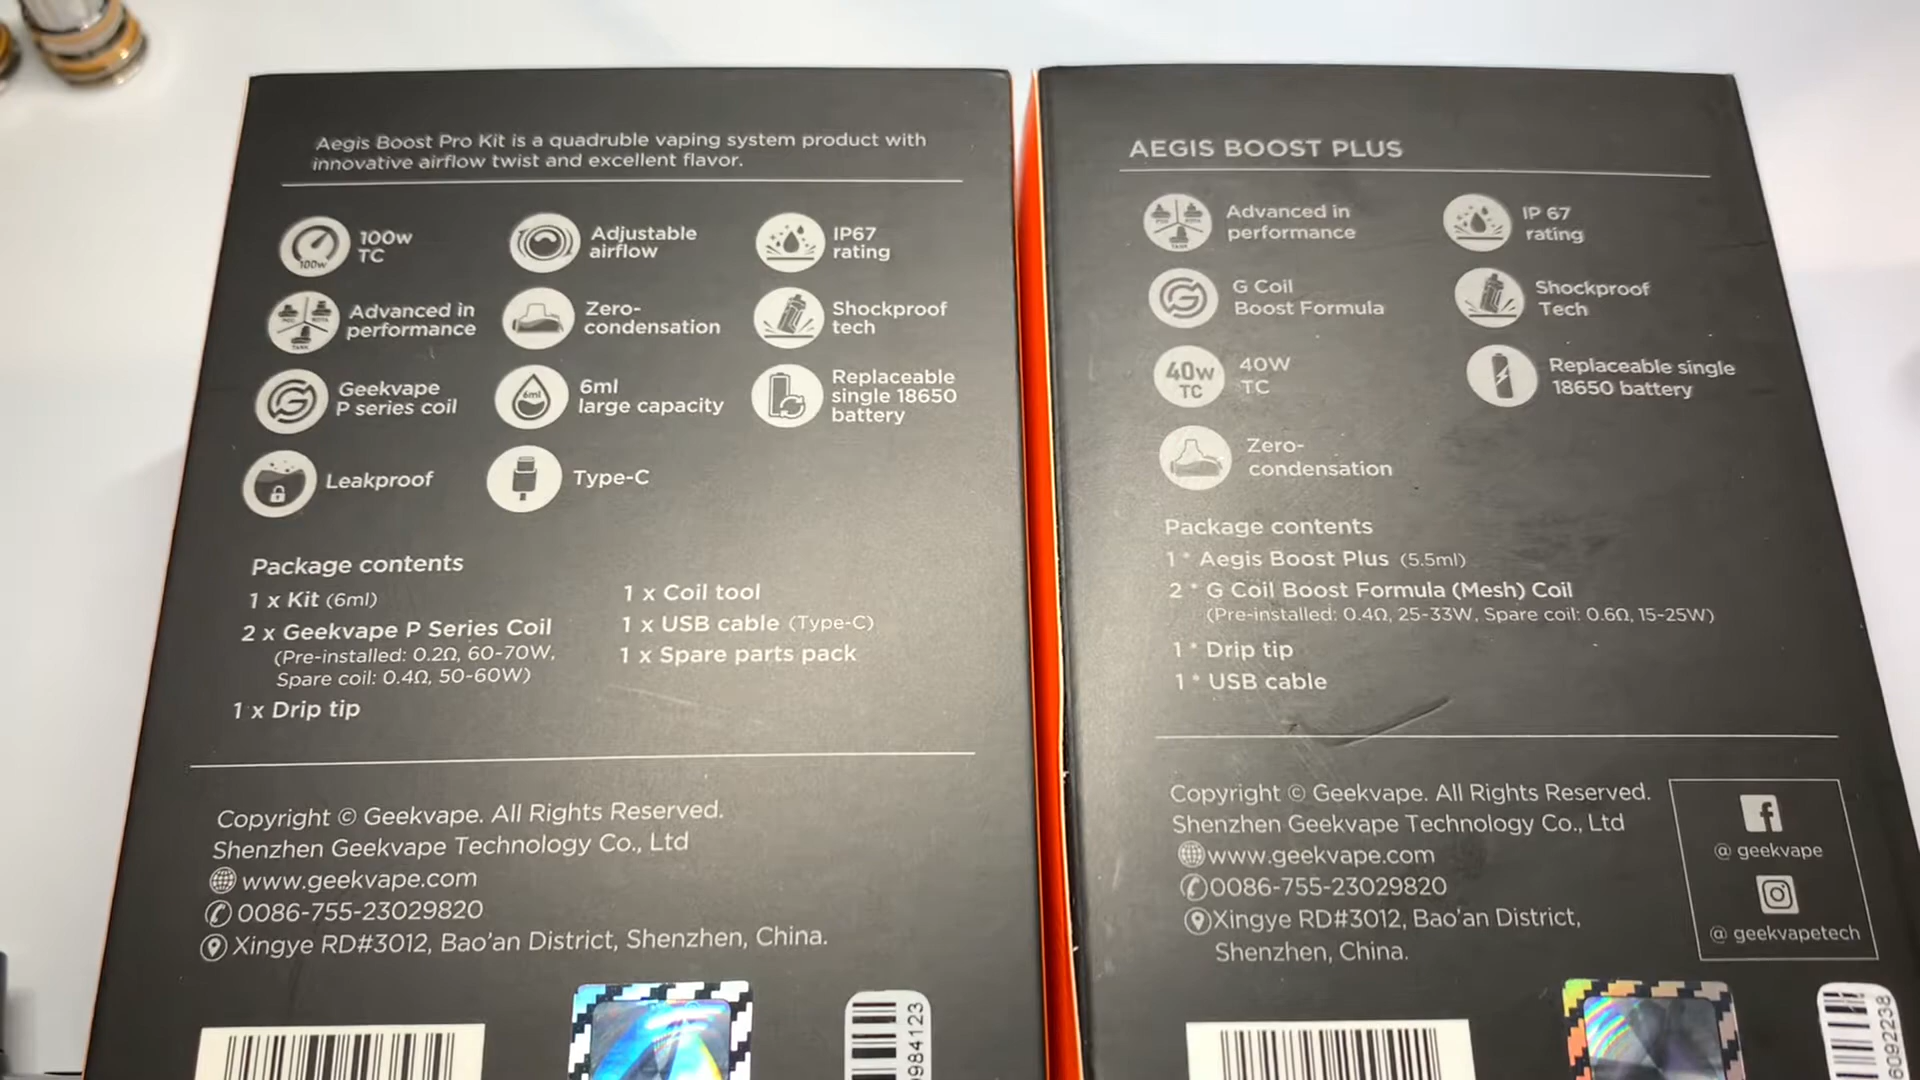 Aegis Boost Pro Kit is a quadruble vaping system product with
innovative airflow twist and excellent flavor.
100w
100w
TC
Adjustable
airflow
IP67
rating
TANK
Advanced in
performance
Zero-
condensation
Shockproof
tech
Geekvape
P series coil
6ml
6ml
large capacity
Replaceable
single 18650
battery
Leakproof
Type-C
Package contents
1 x Kit (6ml)
2 x Geekvape P Series Coil
(Pre-installed: 0.2Ω, 60-70W,
Spare coil: 0.4Ω, 50-60W)
1 x Drip tip
1 x Coil tool
1 x USB cable (Type-C)
1 x Spare parts pack
Copyright © Geekvape. All Rights Reserved.
Shenzhen Geekvape Technology Co., Ltd
www.geekvape.com
0086-755-23029820
Xingye RD#3012, Bao'an District, Shenzhen, China.
984123
AEGIS BOOST PLUS
TANK
Advanced in
performance
IP 67
rating
G Coil
Boost Formula
Shockproof
Tech
40w
TC
40W
TC
Replaceable single
18650 battery
Zero-
condensation
Package contents
1 * Aegis Boost Plus (5.5ml)
2 * G Coil Boost Formula (Mesh) Coil
(Pre-installed: 0.4Ω, 25-33W, Spare coil: 0.6Ω, 15-25W)
1 * Drip tip
1 * USB cable
Copyright © Geekvape. All Rights Reserved.
Shenzhen Geekvape Technology Co., Ltd
www.geekvape.com
0086-755-23029820
Xingye RD#3012, Bao'an District,
Shenzhen, China.
@ geekvape
@ geekvapetech
6092238